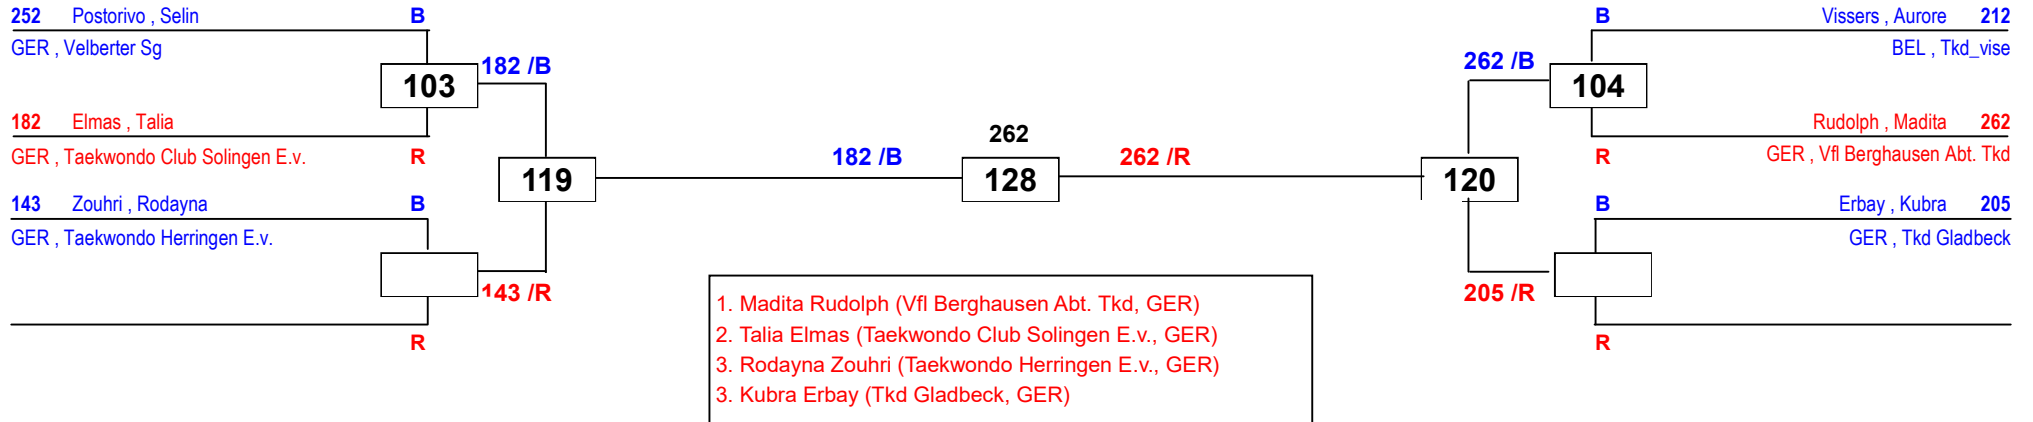 252 Postorivo , Selin B
GER , Velberter Sg
182 /B
103
182 Elmas , Talia
GER , Taekwondo Club Solingen E.v. R
119
143 Zouhri , Rodayna B
GER , Taekwondo Herringen E.v.
143 /R
R
182 /B
262
128
262 /R
B Vissers , Aurore 212
BEL , Tkd_vise
262 /B
104
Rudolph , Madita 262
R GER , Vfl Berghausen Abt. Tkd
120
B Erbay , Kubra 205
GER , Tkd Gladbeck
205 /R
R
1. Madita Rudolph (Vfl Berghausen Abt. Tkd, GER)
2. Talia Elmas (Taekwondo Club Solingen E.v., GER)
3. Rodayna Zouhri (Taekwondo Herringen E.v., GER)
3. Kubra Erbay (Tkd Gladbeck, GER)